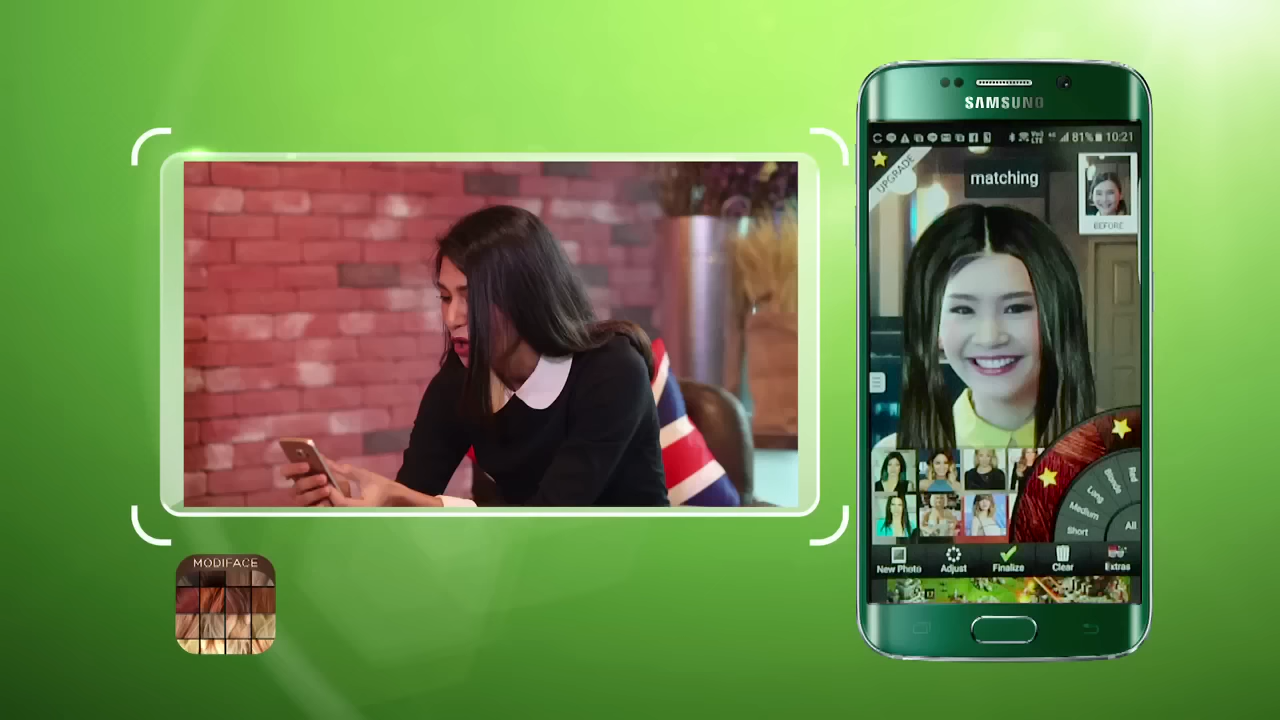 SAMSUNG
81% 10:21
UPGRADE
matching
BEFORE
Long
Medium
Short
All
New Photo
Adjust
Finalize
Clear
Extras
MODIFACE